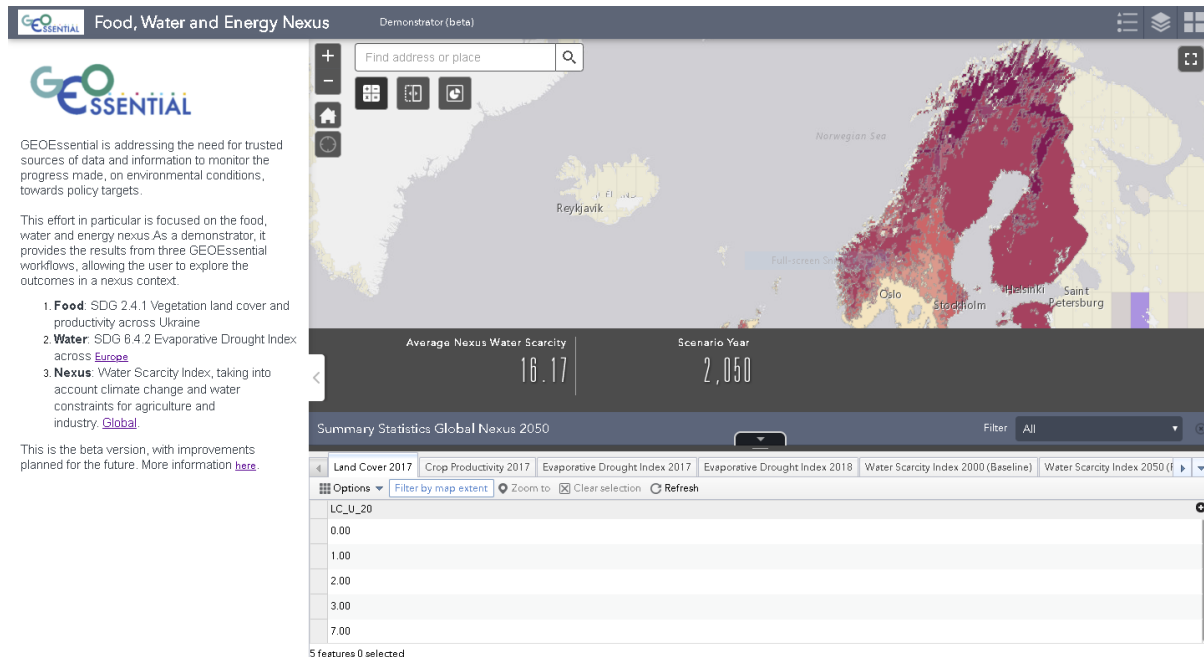 GEOESSENTIAL Food, Water and Energy Nexus Demonstrator (beta)
GEOESSENTIAL
GEOEssential is addressing the need for trusted
sources of data and information to monitor the
progress made, on environmental conditions,
towards policy targets.
This effort in particular is focused on the food,
water and energy nexus.As a demonstrator, it
provides the results from three GEOEssential
workflows, allowing the user to explore the
outcomes in a nexus context.
1. Food: SDG 2.4.1 Vegetation land cover and
productivity across Ukraine
2. Water: SDG 6.4.2 Evaporative Drought Index
across Europe
3. Nexus: Water Scarcity Index, taking into
account climate change and water
constraints for agriculture and
industry. Global.
This is the beta version, with improvements
planned for the future. More information here.
+
Find address or place
−
Norwegian Sea
Reykjavík
Full-screen
Oslo
Stockholm
Helsinki
Saint
Petersburg
Average Nexus Water Scarcity
16.17
Scenario Year
2,050
Summary Statistics Global Nexus 2050
Filter All
Land Cover 2017 Crop Productivity 2017 Evaporative Drought Index 2017 Evaporative Drought Index 2018 Water Scarcity Index 2000 (Baseline) Water Scarcity Index 2050 (
Options Filter by map extent Zoom to Clear selection Refresh
LC_U_20
0.00
1.00
2.00
3.00
7.00
5 features 0 selected